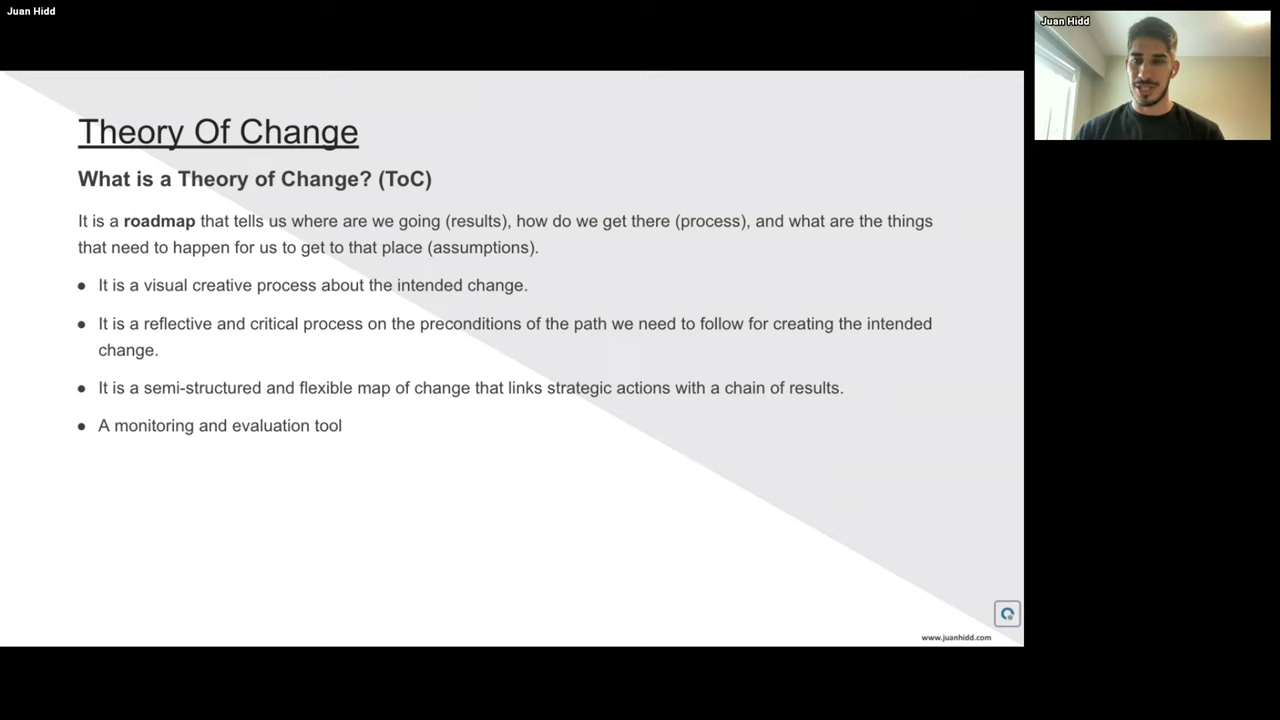 Juan Hidd
Juan Hidd
Theory Of Change
What is a Theory of Change? (ToC)
It is a roadmap that tells us where are we going (results), how do we get there (process), and what are the things
that need to happen for us to get to that place (assumptions).
● It is a visual creative process about the intended change.
● It is a reflective and critical process on the preconditions of the path we need to follow for creating the intended
change.
● It is a semi-structured and flexible map of change that links strategic actions with a chain of results.
● A monitoring and evaluation tool
www.juanhidd.com